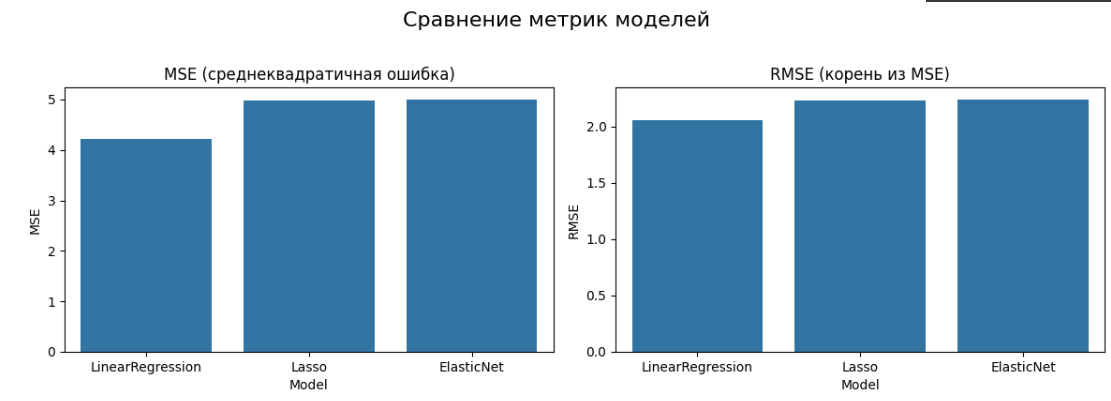 Сравнение метрик моделей
MSE (среднеквадратичная ошибка)
5
4
3
2
1
0
MSE
LinearRegression
Lasso
ElasticNet
Model
RMSE (корень из MSE)
2.0
1.5
1.0
0.5
0.0
RMSE
LinearRegression
Lasso
ElasticNet
Model